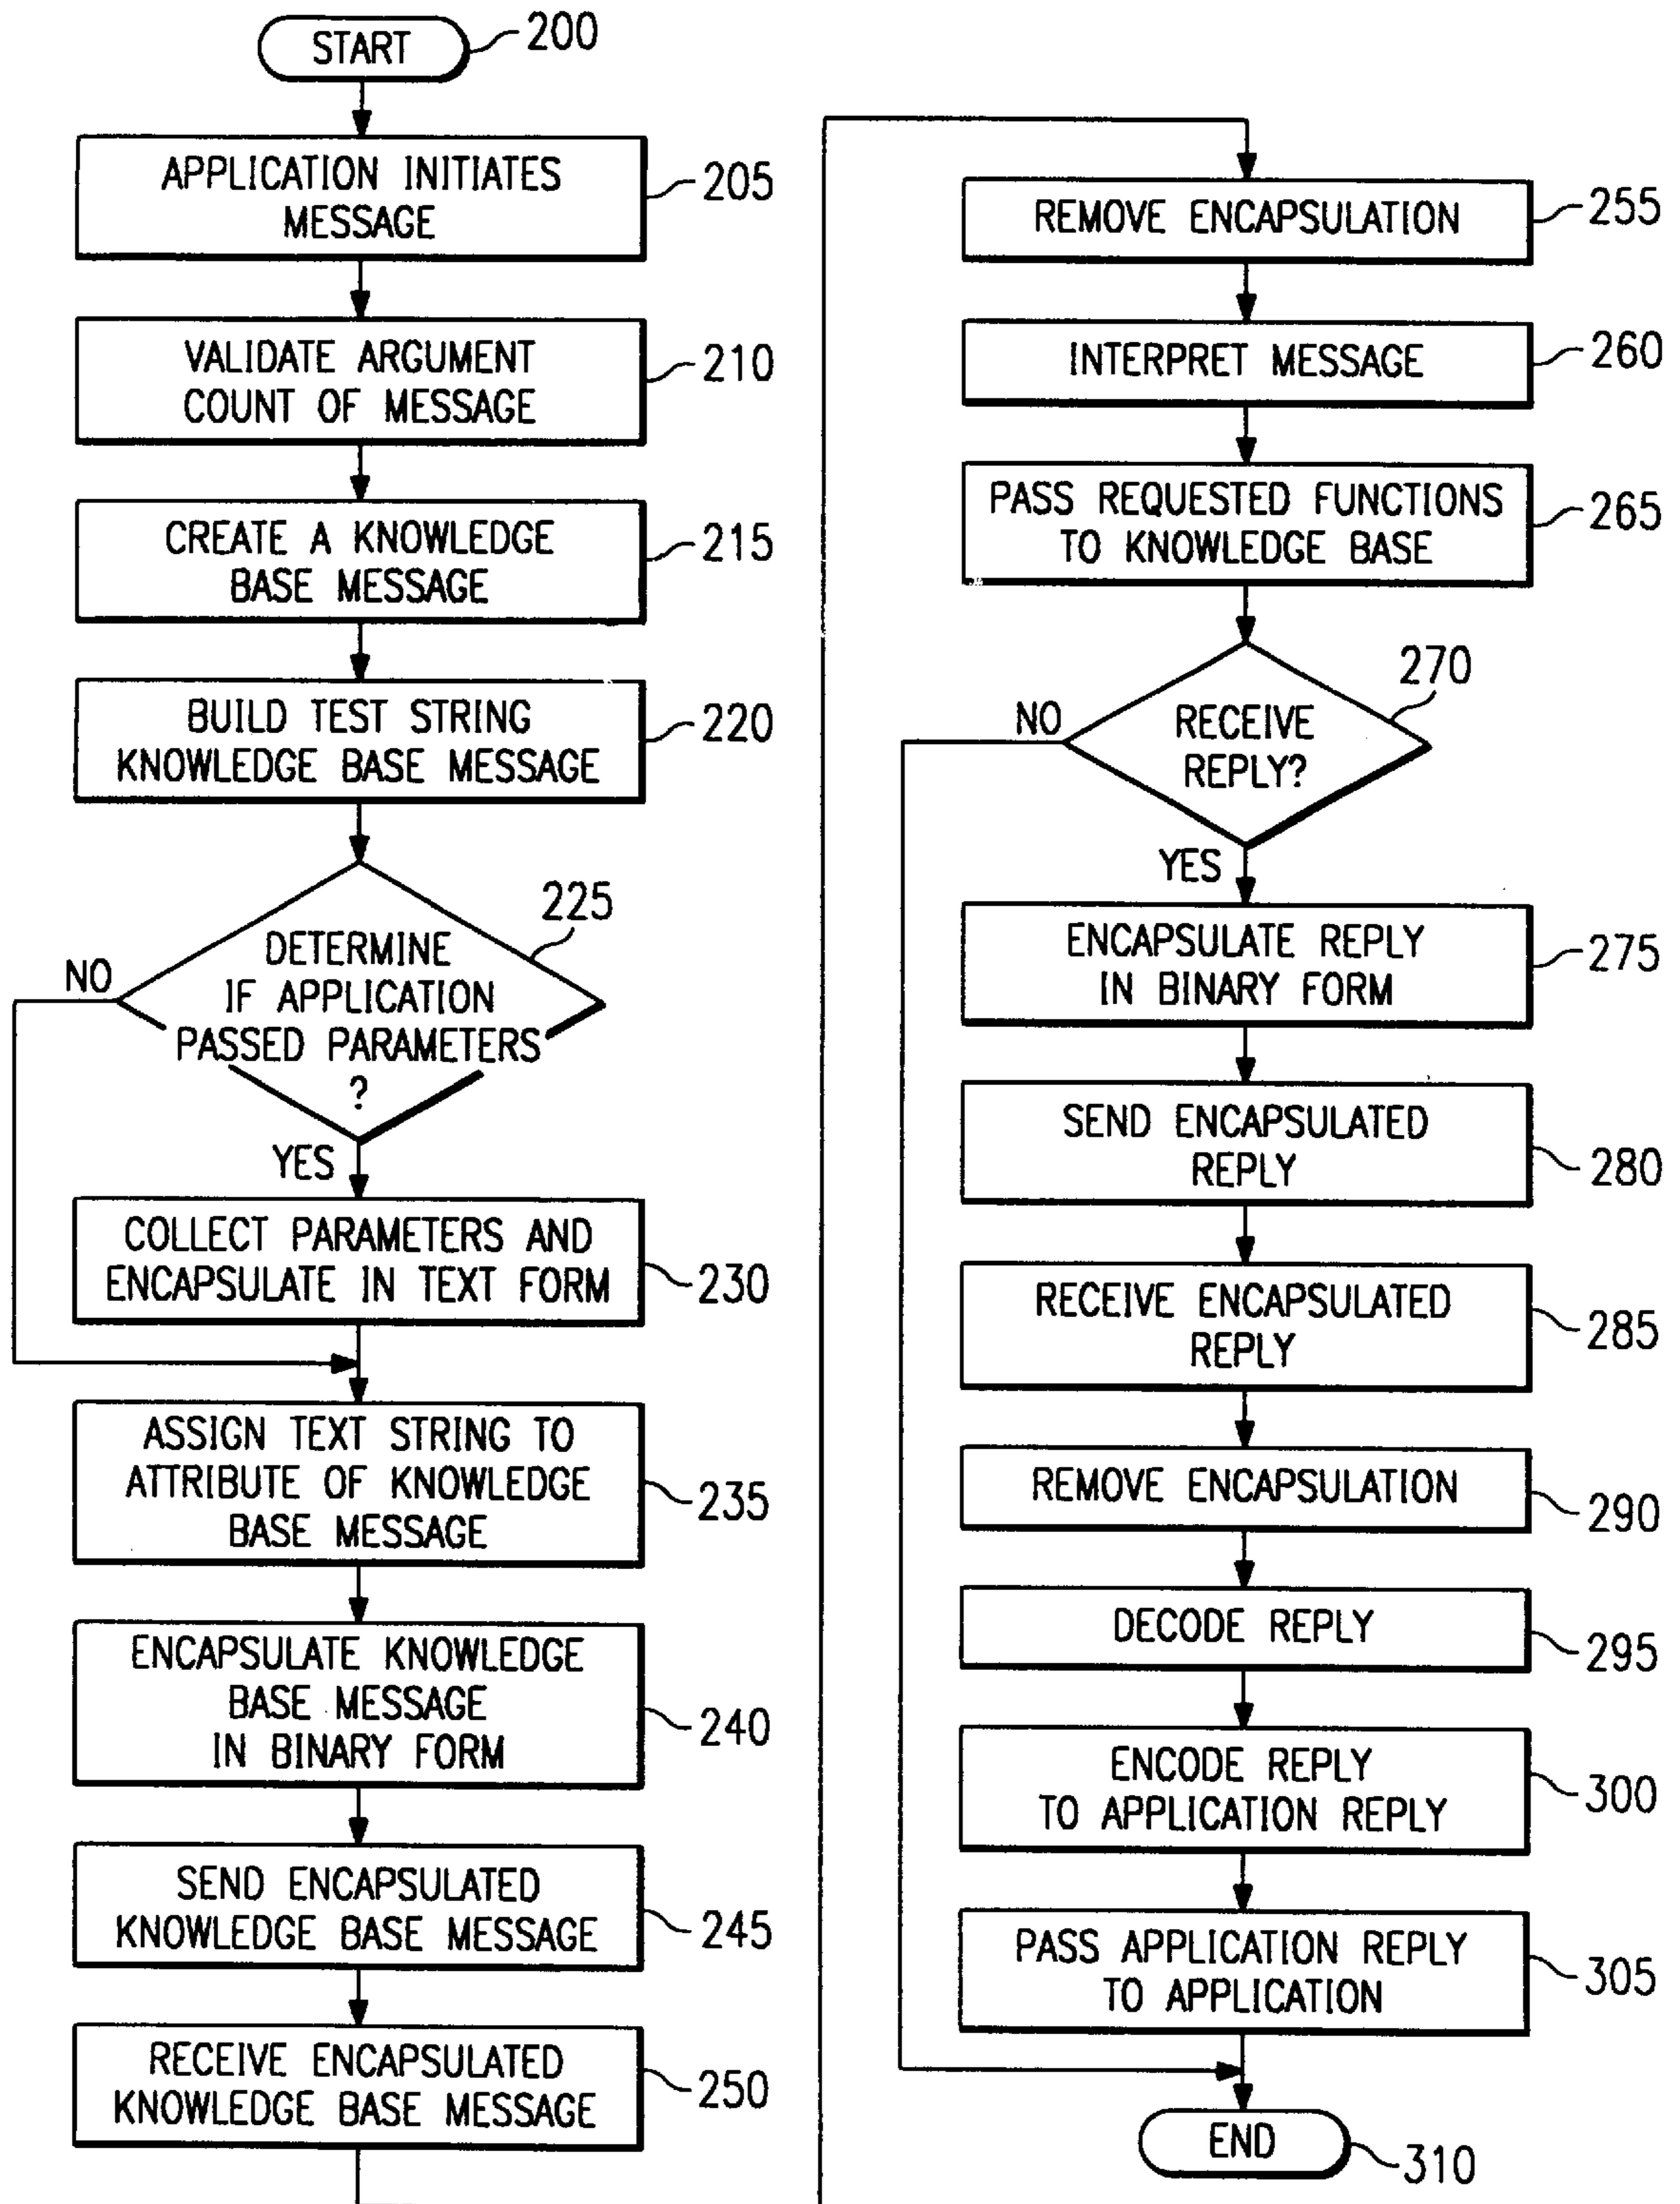 START
200
APPLICATION INITIATES
MESSAGE
205
VALIDATE ARGUMENT
COUNT OF MESSAGE
210
CREATE A KNOWLEDGE
BASE MESSAGE
215
BUILD TEST STRING
KNOWLEDGE BASE MESSAGE
220
225
DETERMINE
IF APPLICATION
PASSED PARAMETERS
?
NO
YES
COLLECT PARAMETERS AND
ENCAPSULATE IN TEXT FORM
230
ASSIGN TEXT STRING TO
ATTRIBUTE OF KNOWLEDGE
BASE MESSAGE
235
ENCAPSULATE KNOWLEDGE
BASE MESSAGE
IN BINARY FORM
240
SEND ENCAPSULATED
KNOWLEDGE BASE MESSAGE
245
RECEIVE ENCAPSULATED
KNOWLEDGE BASE MESSAGE
250
REMOVE ENCAPSULATION
255
INTERPRET MESSAGE
260
PASS REQUESTED FUNCTIONS
TO KNOWLEDGE BASE
265
270
RECEIVE
REPLY?
NO
YES
ENCAPSULATE REPLY
IN BINARY FORM
275
SEND ENCAPSULATED
REPLY
280
RECEIVE ENCAPSULATED
REPLY
285
REMOVE ENCAPSULATION
290
DECODE REPLY
295
ENCODE REPLY
TO APPLICATION REPLY
300
PASS APPLICATION REPLY
TO APPLICATION
305
END
310